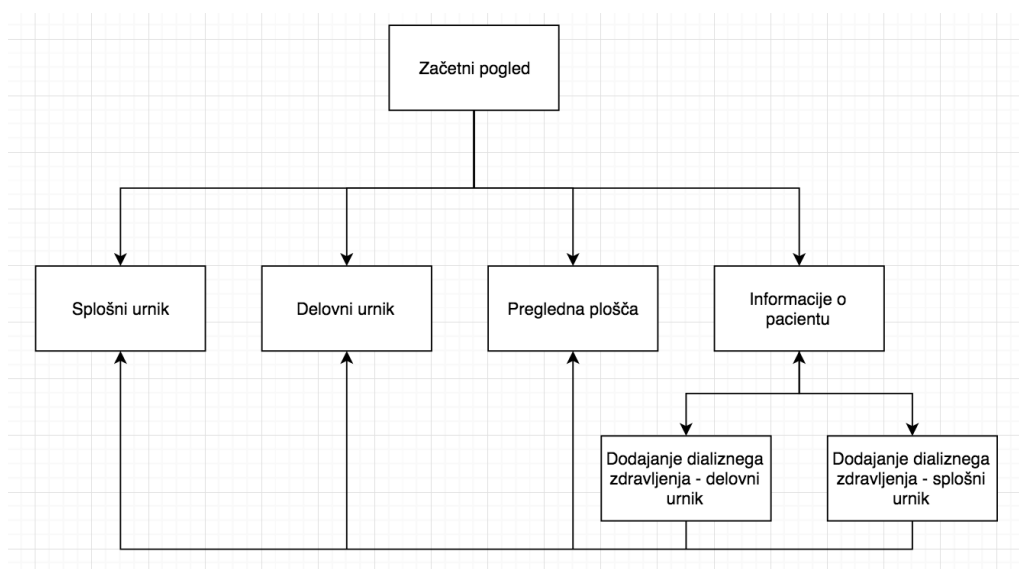 Začetni pogled
Splošni urnik
Delovni urnik
Pregledna plošča
Informacije o
pacientu
Dodajanje dializnega
zdravljenja - delovni
urnik
Dodajanje dializnega
zdravljenja - splošni
urnik